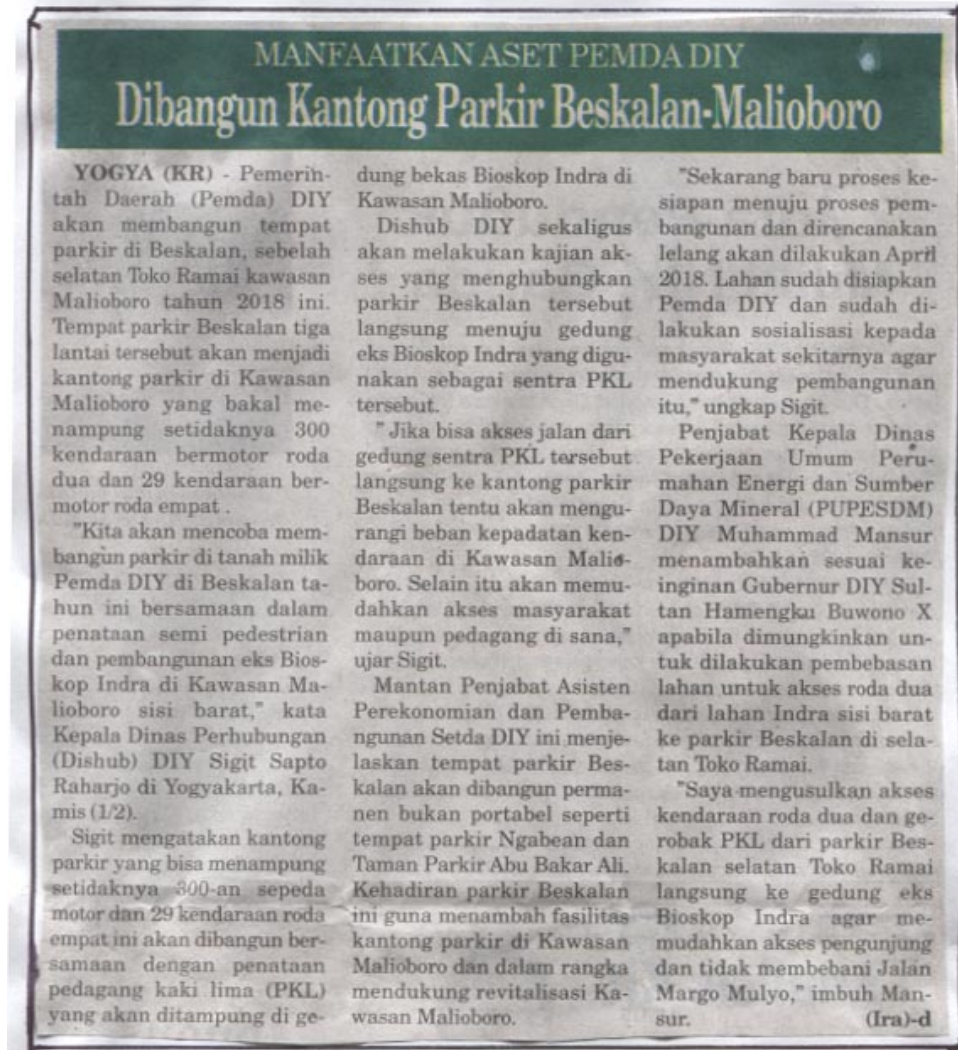 MANFAATKAN ASET PEMDA DIY
Dibangun Kantong Parkir Beskalan-Malioboro
YOGYA (KR) - Pemerin-
tah Daerah (Pemda) DIY
akan membangun tempat
parkir di Beskalan, sebelah
selatan Toko Ramai kawasan
Malioboro tahun 2018 ini.
Tempat parkir Beskalan tiga
lantai tersebut akan menjadi
kantong parkir di Kawasan
Malioboro yang bakal me-
nampung setidaknya 300
kendaraan bermotor roda
dua dan 29 kendaraan ber-
motor roda empat .
"Kita akan mencoba mem-
bangun parkir di tanah milik
Pemda DIY di Beskalan ta-
hun ini bersamaan dalam
penataan semi pedestrian
dan pembangunan eks Bios-
kop Indra di Kawasan Ma-
lioboro sisi barat," kata
Kepala Dinas Perhubungan
(Dishub) DIY Sigit Sapto
Raharjo di Yogyakarta, Ka-
mis (1/2).
Sigit mengatakan kantong
parkir yang bisa menampung
setidaknya 300-an sepeda
motor dan 29 kendaraan roda
empat ini akan dibangun ber-
samaan dengan penataan
pedagang kaki lima (PKL)
yang akan ditampung di ge-
dung bekas Bioskop Indra di
Kawasan Malioboro.
Dishub DIY sekaligus
akan melakukan kajian ak-
ses yang menghubungkan
parkir Beskalan tersebut
langsung menuju gedung
eks Bioskop Indra yang digu-
nakan sebagai sentra PKL
tersebut.
" Jika bisa akses jalan dari
gedung sentra PKL tersebut
langsung ke kantong parkir
Beskalan tentu akan mengu-
rangi beban kepadatan ken-
daraan di Kawasan Malio-
boro. Selain itu akan memu-
dahkan akses masyarakat
maupun pedagang di sana,"
ujar Sigit.
Mantan Penjabat Asisten
Perekonomian dan Pemba-
ngunan Setda DIY ini menje-
laskan tempat parkir Bes-
kalan akan dibangun perma-
nen bukan portabel seperti
tempat parkir Ngabean dan
Taman Parkir Abu Bakar Ali.
Kehadiran parkir Beskalan
ini guna menambah fasilitas
kantong parkir di Kawasan
Malioboro dan dalam rangka
mendukung revitalisasi Ka-
wasan Malioboro.
"Sekarang baru proses ke-
siapan menuju proses pem-
bangunan dan direncanakan
lelang akan dilakukan April
2018. Lahan sudah disiapkan
Pemda DIY dan sudah di-
lakukan sosialisasi kepada
masyarakat sekitarnya agar
mendukung pembangunan
itu," ungkap Sigit.
Penjabat Kepala Dinas
Pekerjaan Umum Peru-
mahan Energi dan Sumber
Daya Mineral (PUPESDM)
DIY Muhammad Mansur
menambahkan sesuai ke-
inginan Gubernur DIY Sul-
tan Hamengku Buwono X
apabila dimungkinkan un-
tuk dilakukan pembebasan
lahan untuk akses roda dua
dari lahan Indra sisi barat
ke parkir Beskalan di sela-
tan Toko Ramai.
"Saya mengusulkan akses
kendaraan roda dua dan ge-
robak PKL dari parkir Bes-
kalan selatan Toko Ramai
langsung ke gedung eks
Bioskop Indra agar me-
mudahkan akses pengunjung
dan tidak membebani Jalan
Margo Mulyo," imbuh Man-
sur. (Ira)-d